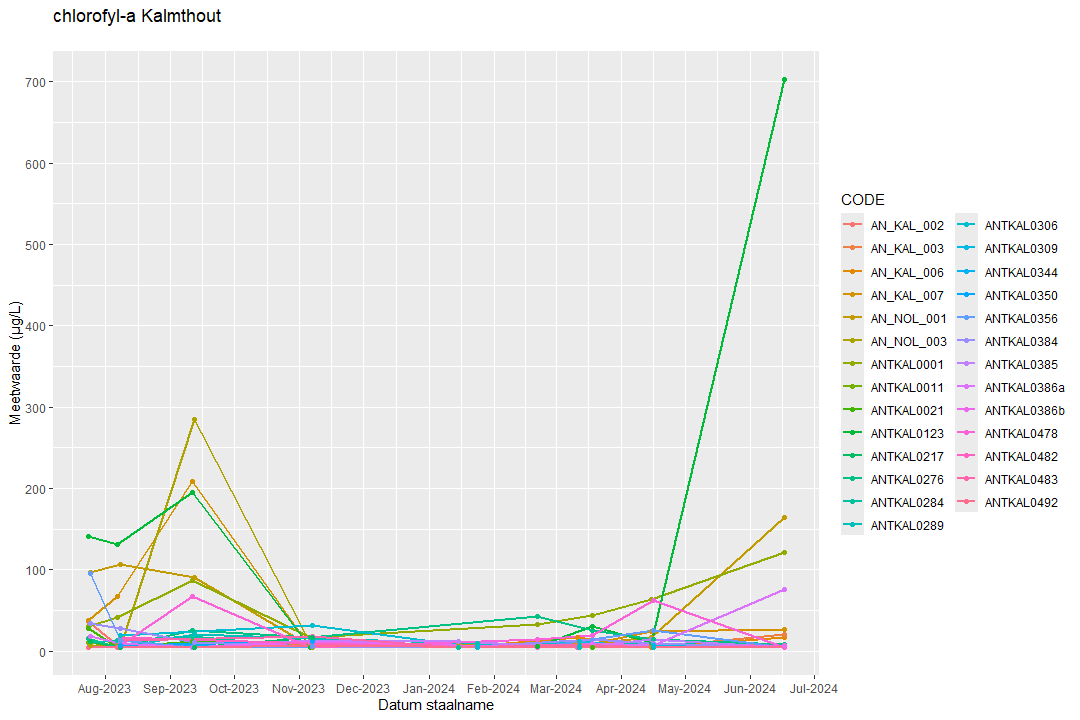 chlorofyl-a Kalmthout
Meetwaarde (µg/L)
700
600
500
400
300
200
100
0
Aug-2023 Sep-2023 Oct-2023 Nov-2023 Dec-2023 Jan-2024 Feb-2024 Mar-2024 Apr-2024 May-2024 Jun-2024 Jul-2024
Datum staalname
CODE
AN_KAL_002
AN_KAL_003
AN_KAL_006
AN_KAL_007
AN_NOL_001
AN_NOL_003
ANTKAL0001
ANTKAL0011
ANTKAL0021
ANTKAL0123
ANTKAL0217
ANTKAL0276
ANTKAL0284
ANTKAL0289
ANTKAL0306
ANTKAL0309
ANTKAL0344
ANTKAL0350
ANTKAL0356
ANTKAL0384
ANTKAL0385
ANTKAL0386a
ANTKAL0386b
ANTKAL0478
ANTKAL0482
ANTKAL0483
ANTKAL0492